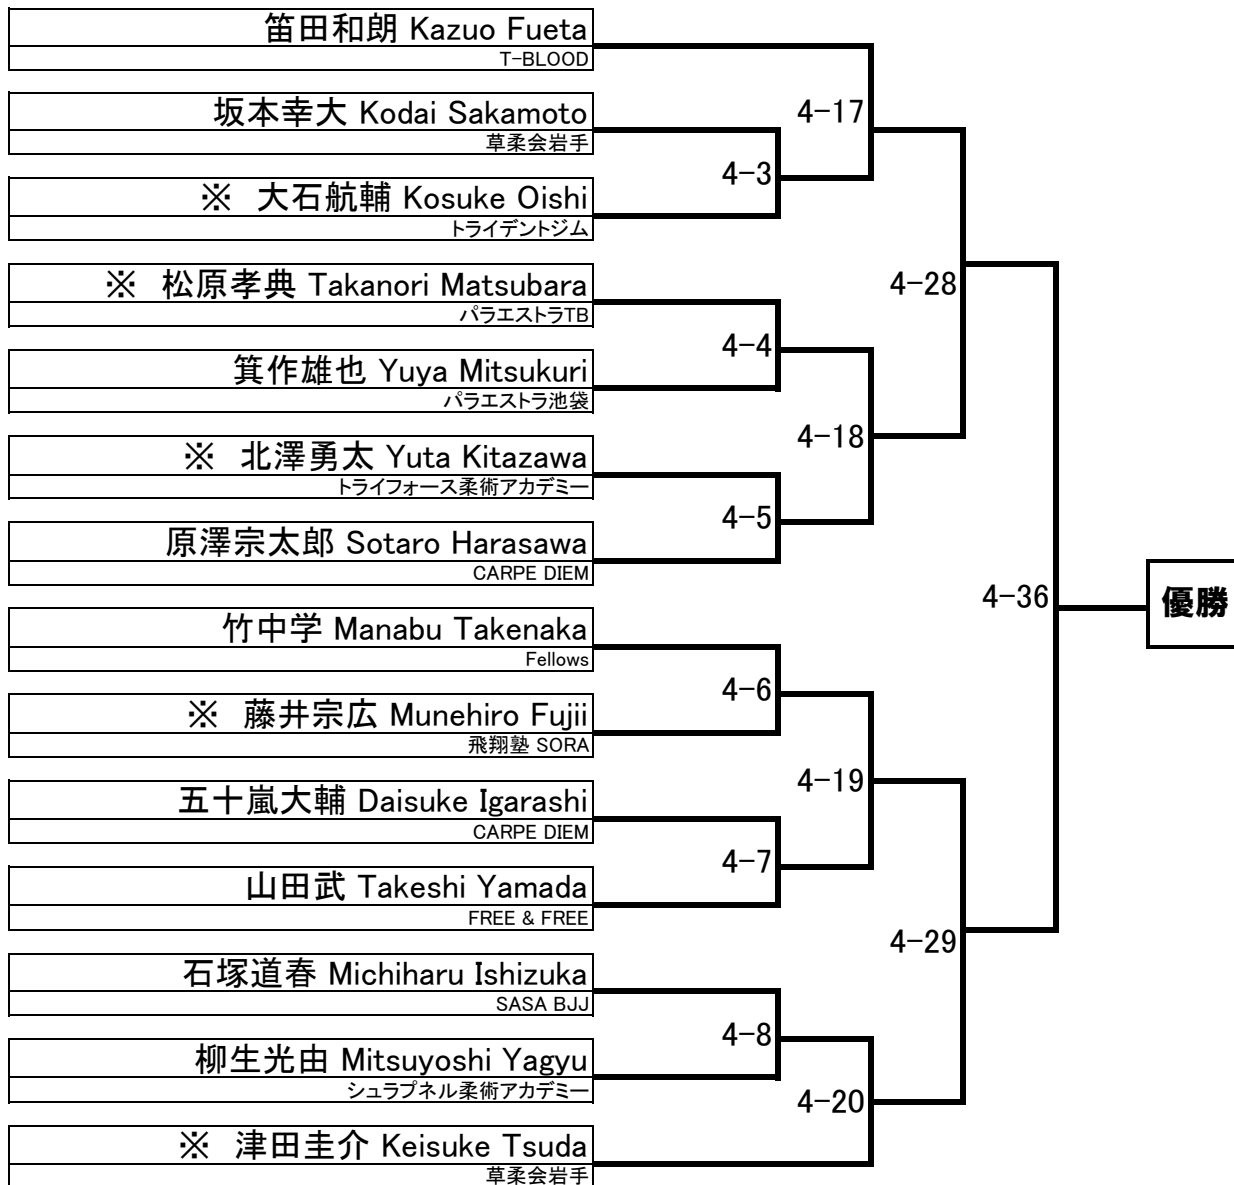 笛田和朗 Kazuo Fueta
T-BLOOD
坂本幸大 Kodai Sakamoto
草柔会岩手
※ 大石航輔 Kosuke Oishi
トライデントジム
※ 松原孝典 Takanori Matsubara
パラエストラTB
箕作雄也 Yuya Mitsukuri
パラエストラ池袋
※ 北澤勇太 Yuta Kitazawa
トライフォース柔術アカデミー
原澤宗太郎 Sotaro Harasawa
CARPE DIEM
竹中学 Manabu Takenaka
Fellows
※ 藤井宗広 Munehiro Fujii
飛翔塾 SORA
五十嵐大輔 Daisuke Igarashi
CARPE DIEM
山田武 Takeshi Yamada
FREE & FREE
石塚道春 Michiharu Ishizuka
SASA BJJ
柳生光由 Mitsuyoshi Yagyu
シュラプネル柔術アカデミー
※ 津田圭介 Keisuke Tsuda
草柔会岩手
4-3
4-4
4-5
4-6
4-7
4-8
4-17
4-18
4-19
4-20
4-28
4-29
4-36
優勝